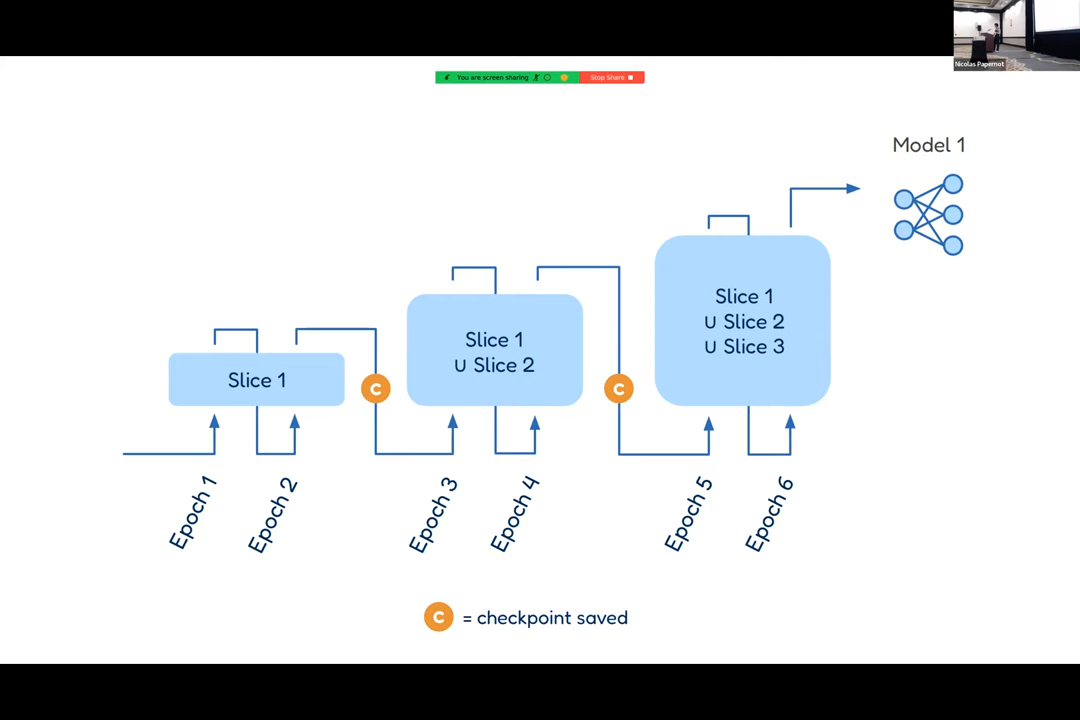 You are screen sharing
Stop Share
Nicolas Papernot
Model 1
Slice 1
∪ Slice 2
∪ Slice 3
Slice 1
∪ Slice 2
Slice 1
C
C
Epoch 1
Epoch 2
Epoch 3
Epoch 4
Epoch 5
Epoch 6
C = checkpoint saved